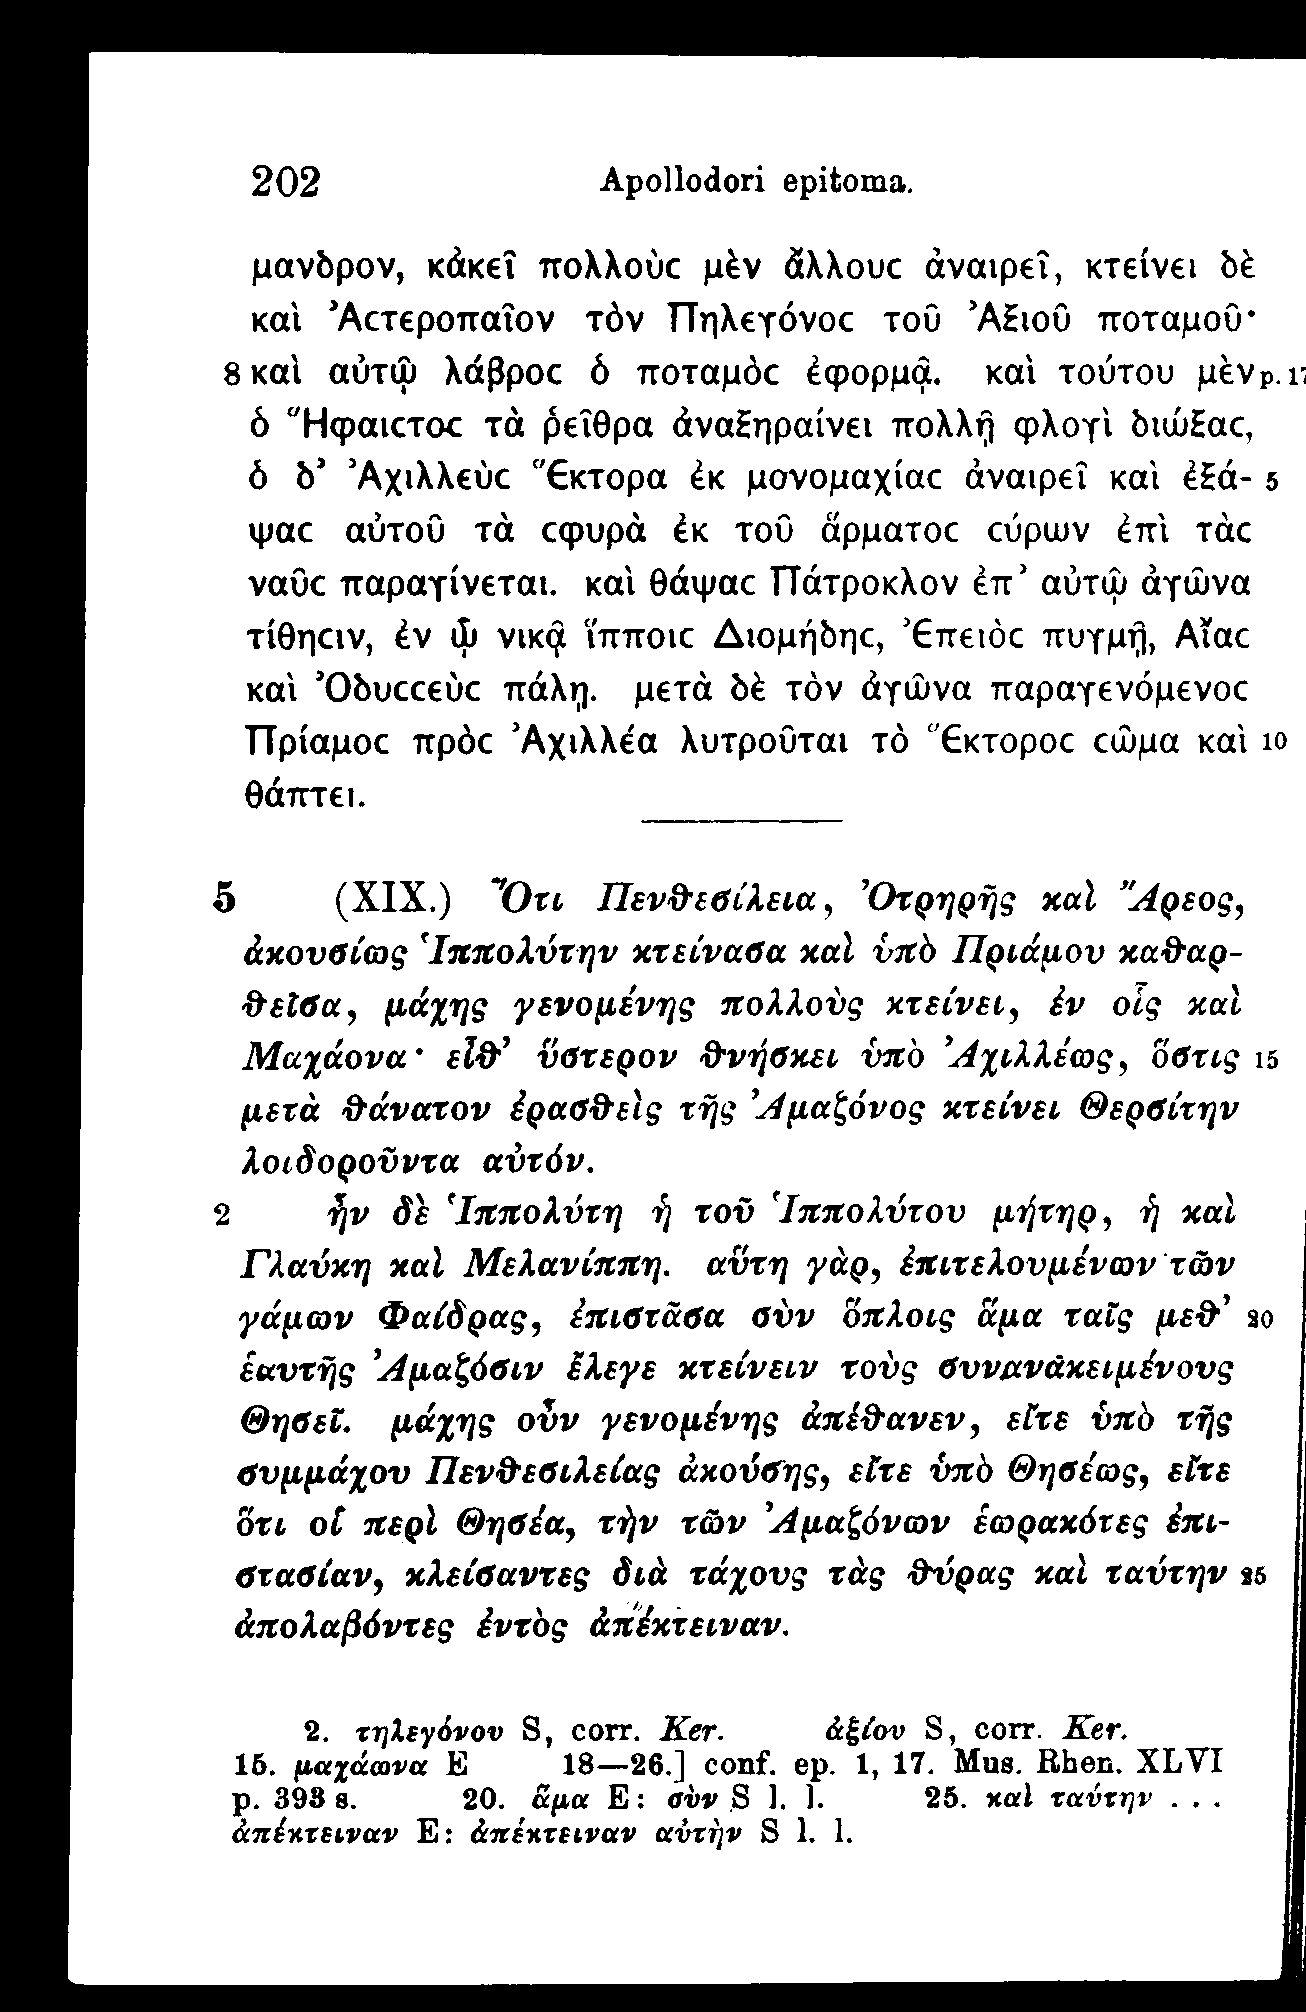 202 Apollodori epitoma.
μανδρον, κἀκεῖ πολλοὺς μὲν ἄλλους ἀναιρεῖ, κτείνει δὲ
καὶ Ἀστεροπαῖον τὸν Πηλεγόνος τοῦ Ἀξιοῦ ποταμοῦ·
8 καὶ αὐτῷ λάβρος ὁ ποταμὸς ἐφορμᾷ. καὶ τούτου μὲν p. 17
ὁ Ἥφαιστος τὰ ῥεῖθρα ἀναξηραίνει πολλῇ φλογὶ διώξας,
ὁ δ’ Ἀχιλλεὺς Ἕκτορα ἐκ μονομαχίας ἀναιρεῖ καὶ ἐξά- 5
ψας αὐτοῦ τὰ σφυρὰ ἐκ τοῦ ἅρματος σύρων ἐπὶ τὰς
ναῦς παραγίνεται. καὶ θάψας Πάτροκλον ἐπ’ αὐτῷ ἀγῶνα
τίθησιν, ἐν ᾧ νικᾷ ἵπποις Διομήδης, Ἐπειὸς πυγμῇ, Αἴας
καὶ Ὀδυσσεὺς πάλῃ. μετὰ δὲ τὸν ἀγῶνα παραγενόμενος
Πρίαμος πρὸς Ἀχιλλέα λυτροῦται τὸ Ἕκτορος σῶμα καὶ 10
θάπτει.
5 (XIX.) Ὅτι Πενθεσίλεια, Ὀτρηρῆς καὶ Ἄρεος,
ἀκουσίως Ἱππολύτην κτείνασα καὶ ὑπὸ Πριάμου καθαρ-
θεῖσα, μάχης γενομένης πολλοὺς κτείνει, ἐν οἷς καὶ
Μαχάονα· εἶθ’ ὕστερον θνήσκει ὑπὸ Ἀχιλλέως, ὅστις 15
μετὰ θάνατον ἐρασθεὶς τῆς Ἀμαζόνος κτείνει Θερσίτην
λοιδοροῦντα αὐτόν.
2 ἦν δὲ Ἱππολύτη ἡ τοῦ Ἱππολύτου μήτηρ, ἡ καὶ
Γλαύκη καὶ Μελανίππη. αὕτη γὰρ, ἐπιτελουμένων τῶν
γάμων Φαίδρας, ἐπιστᾶσα σὺν ὅπλοις ἅμα ταῖς μεθ’ 20
ἑαυτῆς Ἀμαζόσιν ἔλεγε κτείνειν τοὺς συνανακειμένους
Θησεῖ. μάχης οὖν γενομένης ἀπέθανεν, εἴτε ὑπὸ τῆς
συμμάχου Πενθεσιλείας ἀκούσης, εἴτε ὑπὸ Θησέως, εἴτε
ὅτι οἱ περὶ Θησέα, τὴν τῶν Ἀμαζόνων ἑωρακότες ἐπι-
στασίαν, κλείσαντες διὰ τάχους τὰς θύρας καὶ ταύτην 25
ἀπολαβόντες ἐντὸς ἀπέκτειναν.
2. τηλεγόνου S, corr. Ker. ἀξίου S, corr. Ker.
15. μαχάωνα E 18—26.] conf. ep. 1, 17. Mus. Rhen. XLVI
p. 393 s. 20. ἅμα E: σὺν S l. l. 25. καὶ ταύτην . . .
ἀπέκτειναν E: ἀπέκτειναν αὐτὴν S l. l.